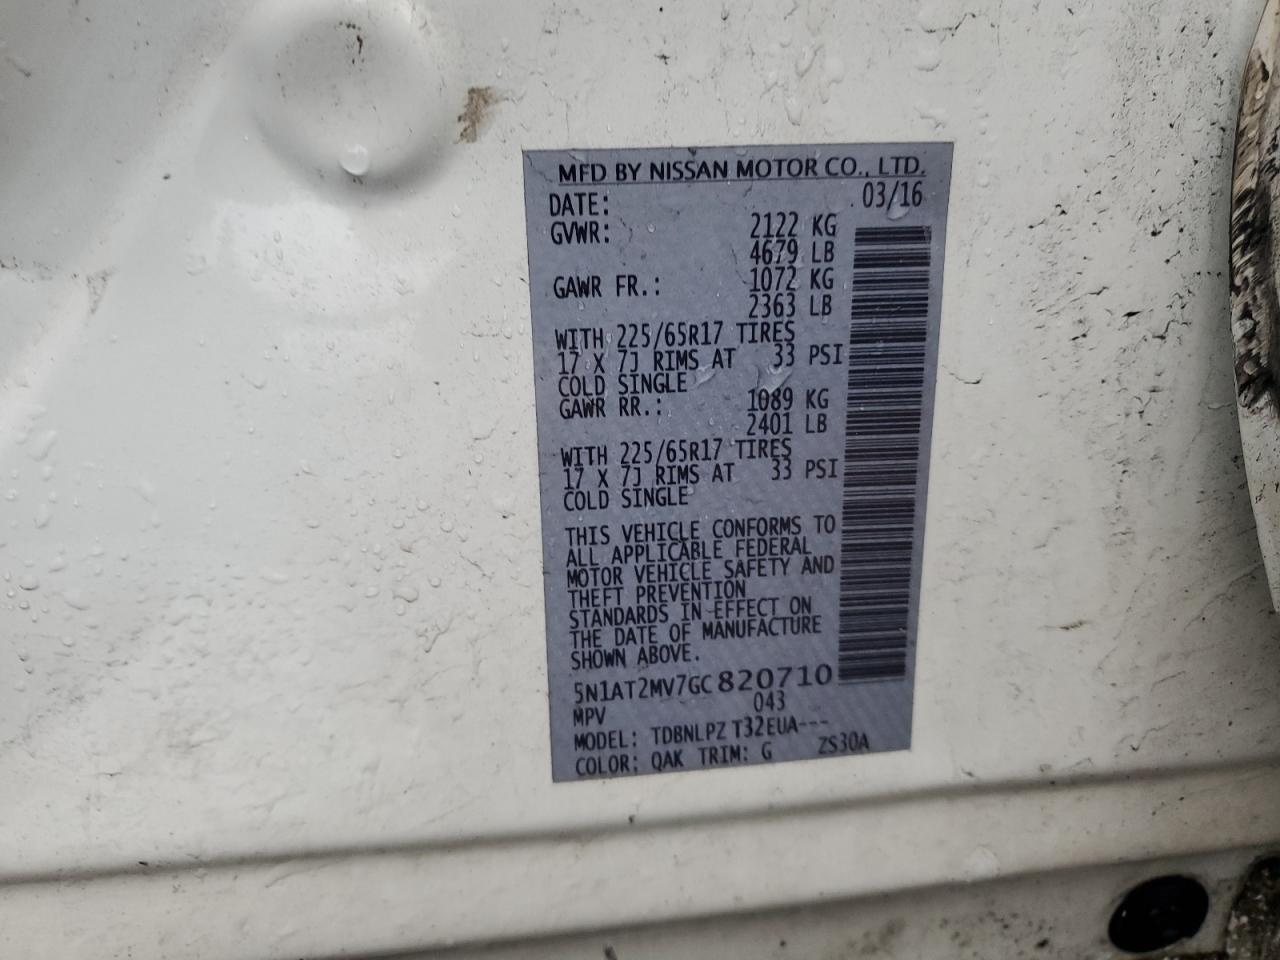 MFD BY NISSAN MOTOR CO., LTD.
DATE: 03/16
GVWR: 2122 KG
4679 LB
GAWR FR.: 1072 KG
2363 LB
WITH 225/65R17 TIRES
17 X 7J RIMS AT 33 PSI
COLD SINGLE
GAWR RR.: 1089 KG
2401 LB
WITH 225/65R17 TIRES
17 X 7J RIMS AT 33 PSI
COLD SINGLE
THIS VEHICLE CONFORMS TO
ALL APPLICABLE FEDERAL
MOTOR VEHICLE SAFETY AND
THEFT PREVENTION
STANDARDS IN EFFECT ON
THE DATE OF MANUFACTURE
SHOWN ABOVE.
5N1AT2MV7GC820710
MPV 043
MODEL: TDBNLPZ T32EUA---
COLOR: QAK TRIM: G ZS30A